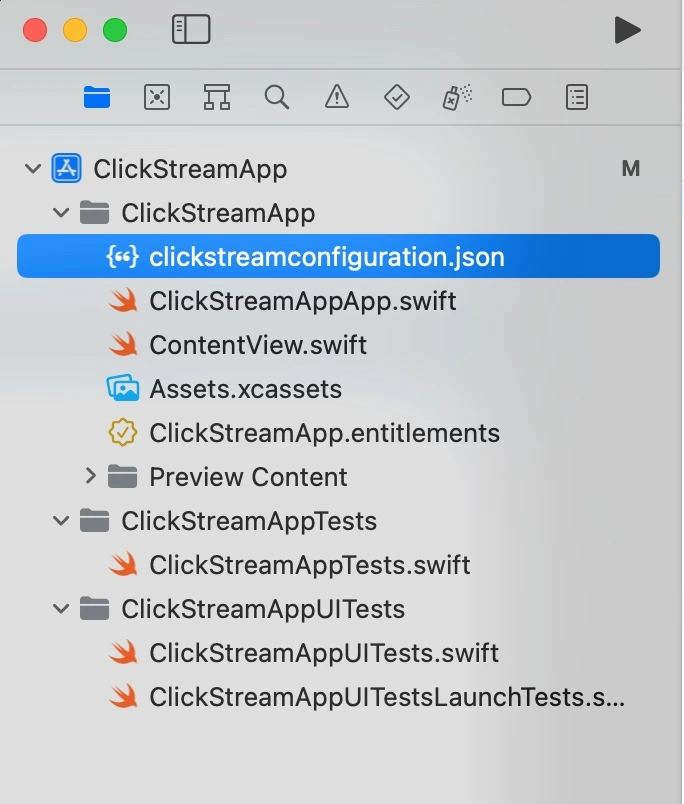 ClickStreamApp M
ClickStreamApp
clickstreamconfiguration.json
ClickStreamAppApp.swift
ContentView.swift
Assets.xcassets
ClickStreamApp.entitlements
Preview Content
ClickStreamAppTests
ClickStreamAppTests.swift
ClickStreamAppUITests
ClickStreamAppUITests.swift
ClickStreamAppUITestsLaunchTests.s...